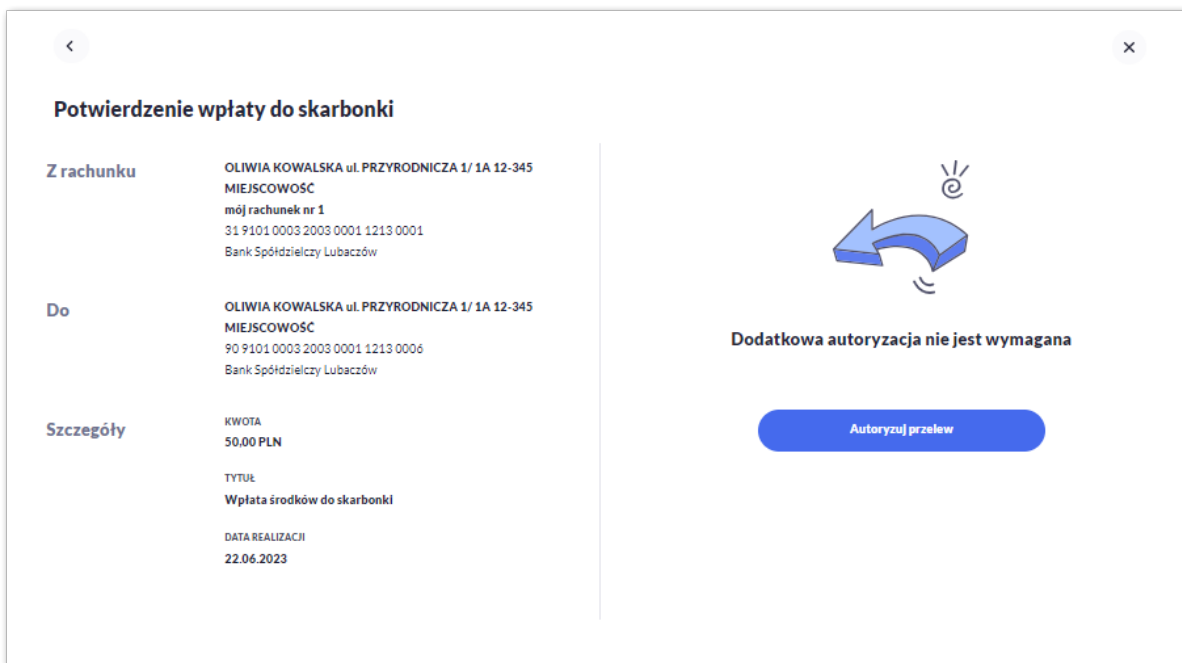 Potwierdzenie wpłaty do skarbonki
Z rachunku
OLIWIA KOWALSKA ul. PRZYRODNICZA 1/ 1A 12-345
MIEJSCOWOŚĆ
mój rachunek nr 1
31 9101 0003 2003 0001 1213 0001
Bank Spółdzielczy Lubaczów
Do
OLIWIA KOWALSKA ul. PRZYRODNICZA 1/ 1A 12-345
MIEJSCOWOŚĆ
90 9101 0003 2003 0001 1213 0006
Bank Spółdzielczy Lubaczów
Szczegóły
KWOTA
50,00 PLN
TYTUŁ
Wpłata środków do skarbonki
DATA REALIZACJI
22.06.2023
Dodatkowa autoryzacja nie jest wymagana
Autoryzuj przelew